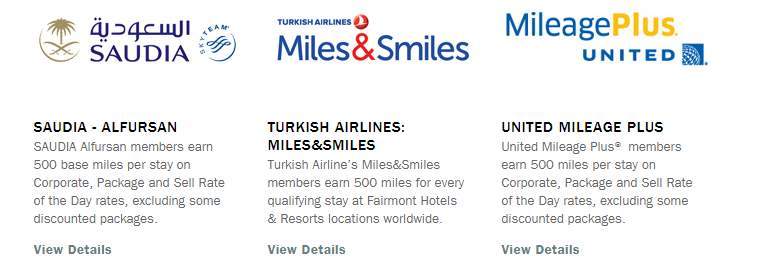 السعودية
SAUDIA
SKYTEAM
TURKISH AIRLINES
Miles&Smiles
MileagePlus.
UNITED
SAUDIA - ALFURSAN
SAUDIA Alfursan members earn
500 base miles per stay on
Corporate, Package and Sell Rate
of the Day rates, excluding some
discounted packages.
View Details
TURKISH AIRLINES:
MILES&SMILES
Turkish Airline's Miles&Smiles
members earn 500 miles for every
qualifying stay at Fairmont Hotels
& Resorts locations worldwide.
View Details
UNITED MILEAGE PLUS
United Mileage Plus® members
earn 500 miles per stay on
Corporate, Package and Sell Rate
of the Day rates, excluding some
discounted packages.
View Details